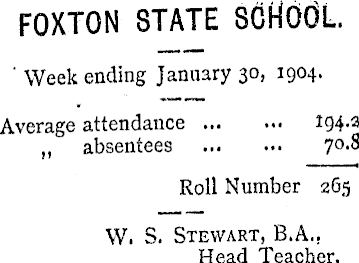 FOXTON STATE SCHOOL.
Week ending January 30, 1904.
Average attendance ... ... 194.2
„ absentees ... ... 70.8
Roll Number 265
W. S. STEWART, B.A.,
Head Teacher.